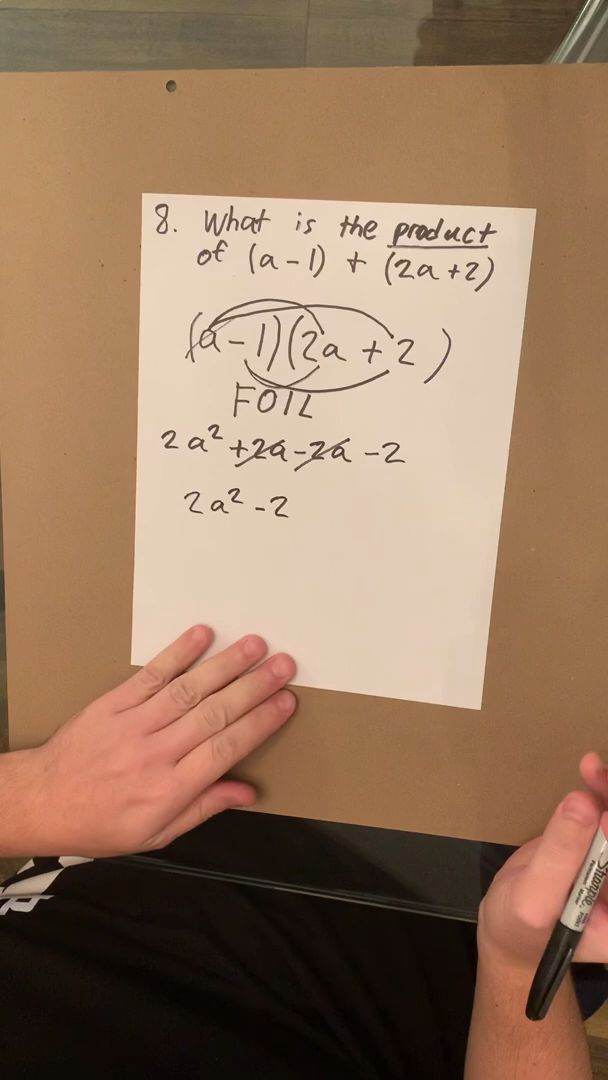 8. What is the product
of (a-1) + (2a+2)
(a-1)(2a+2)
FOIL
2a² +2a-2a -2
2a² -2
Sharpie